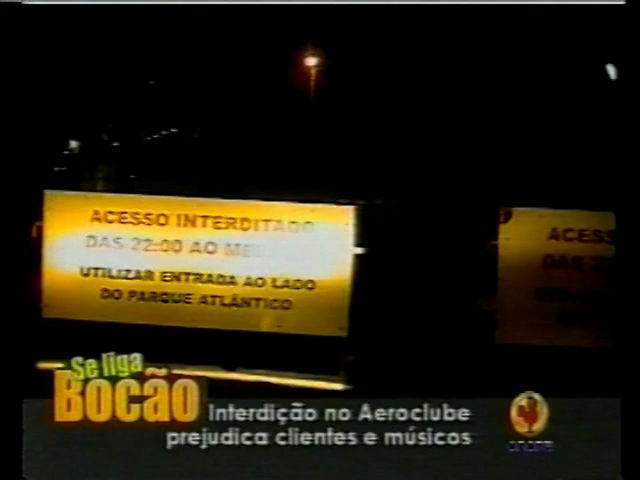 ACESSO INTERDITADO
DAS 22:00 AO
UTILIZAR ENTRADA AO LADO
DO PARQUE ATLÂNTICO
ACESS
Se liga
Bocão
Interdição no Aeroclube
prejudica clientes e músicos